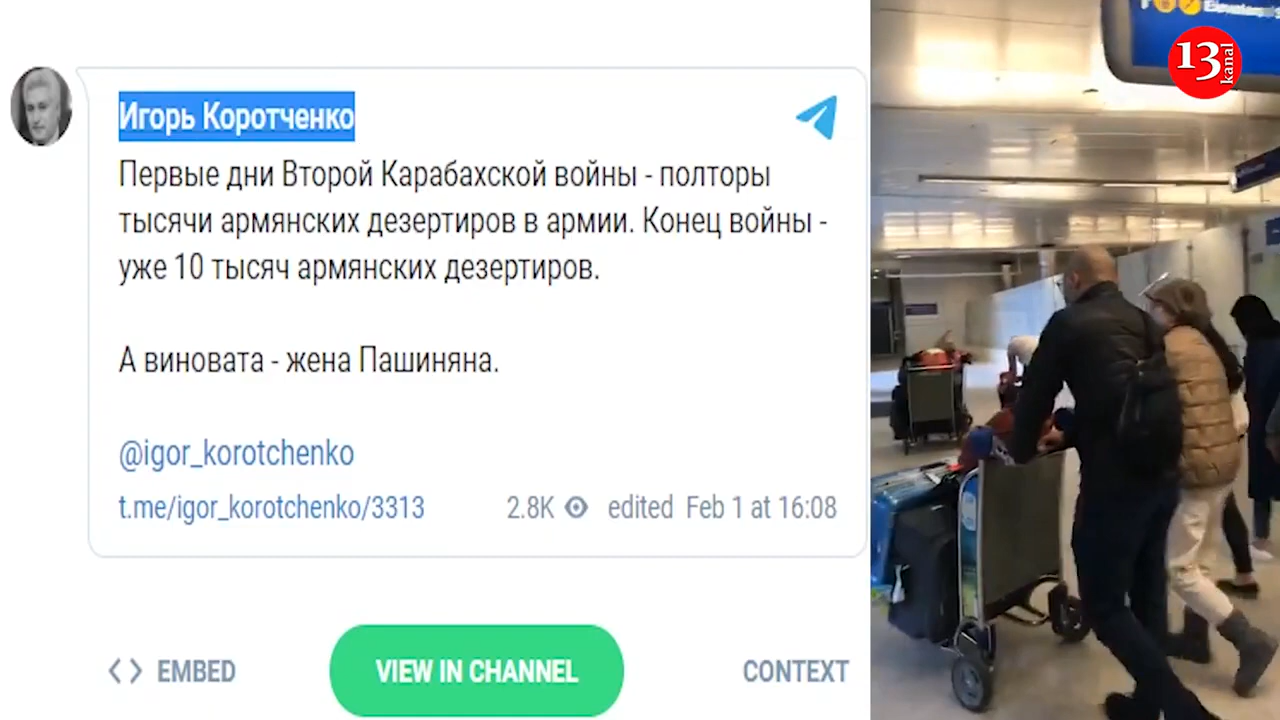 Игорь Коротченко
Первые дни Второй Карабахской войны - полторы
тысячи армянских дезертиров в армии. Конец войны -
уже 10 тысяч армянских дезертиров.
А виновата - жена Пашиняна.
@igor_korotchenko
t.me/igor_korotchenko/3313 2.8K edited Feb 1 at 16:08
EMBED VIEW IN CHANNEL CONTEXT
Elevators
13 kanal